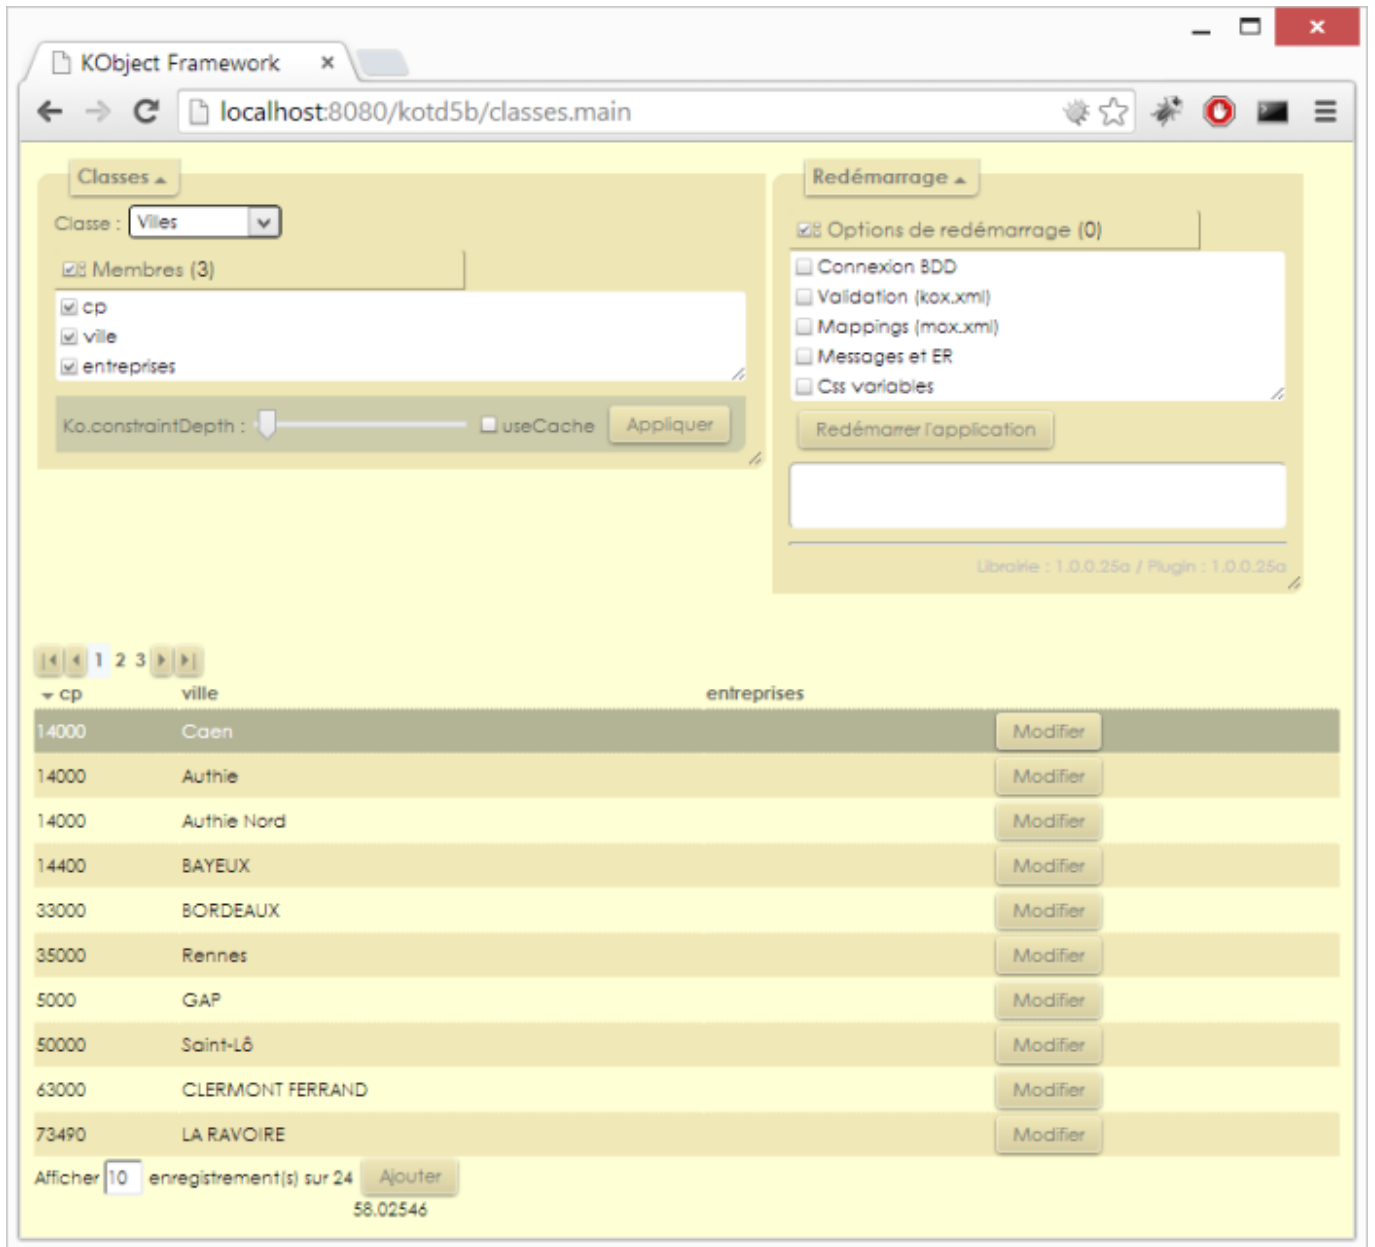 KObject Framework
localhost:8080/kotd5b/classes.main
Classes
Classe : Villes
Membres (3)
cp
ville
entreprises
Ko.constraintDepth : useCache Appliquer
Redémarrage
Options de redémarrage (0)
Connexion BDD
Validation (kox.xml)
Mappings (mox.xml)
Messages et ER
Css variables
Redémarrer l'application
Librairie : 1.0.0.25a / Plugin : 1.0.0.25a
1 2 3
cp ville entreprises
14000 Caen Modifier
14000 Authie Modifier
14000 Authie Nord Modifier
14400 BAYEUX Modifier
33000 BORDEAUX Modifier
35000 Rennes Modifier
5000 GAP Modifier
50000 Saint-Lô Modifier
63000 CLERMONT FERRAND Modifier
73490 LA RAVOIRE Modifier
Afficher 10 enregistrement(s) sur 24 Ajouter
58.02546